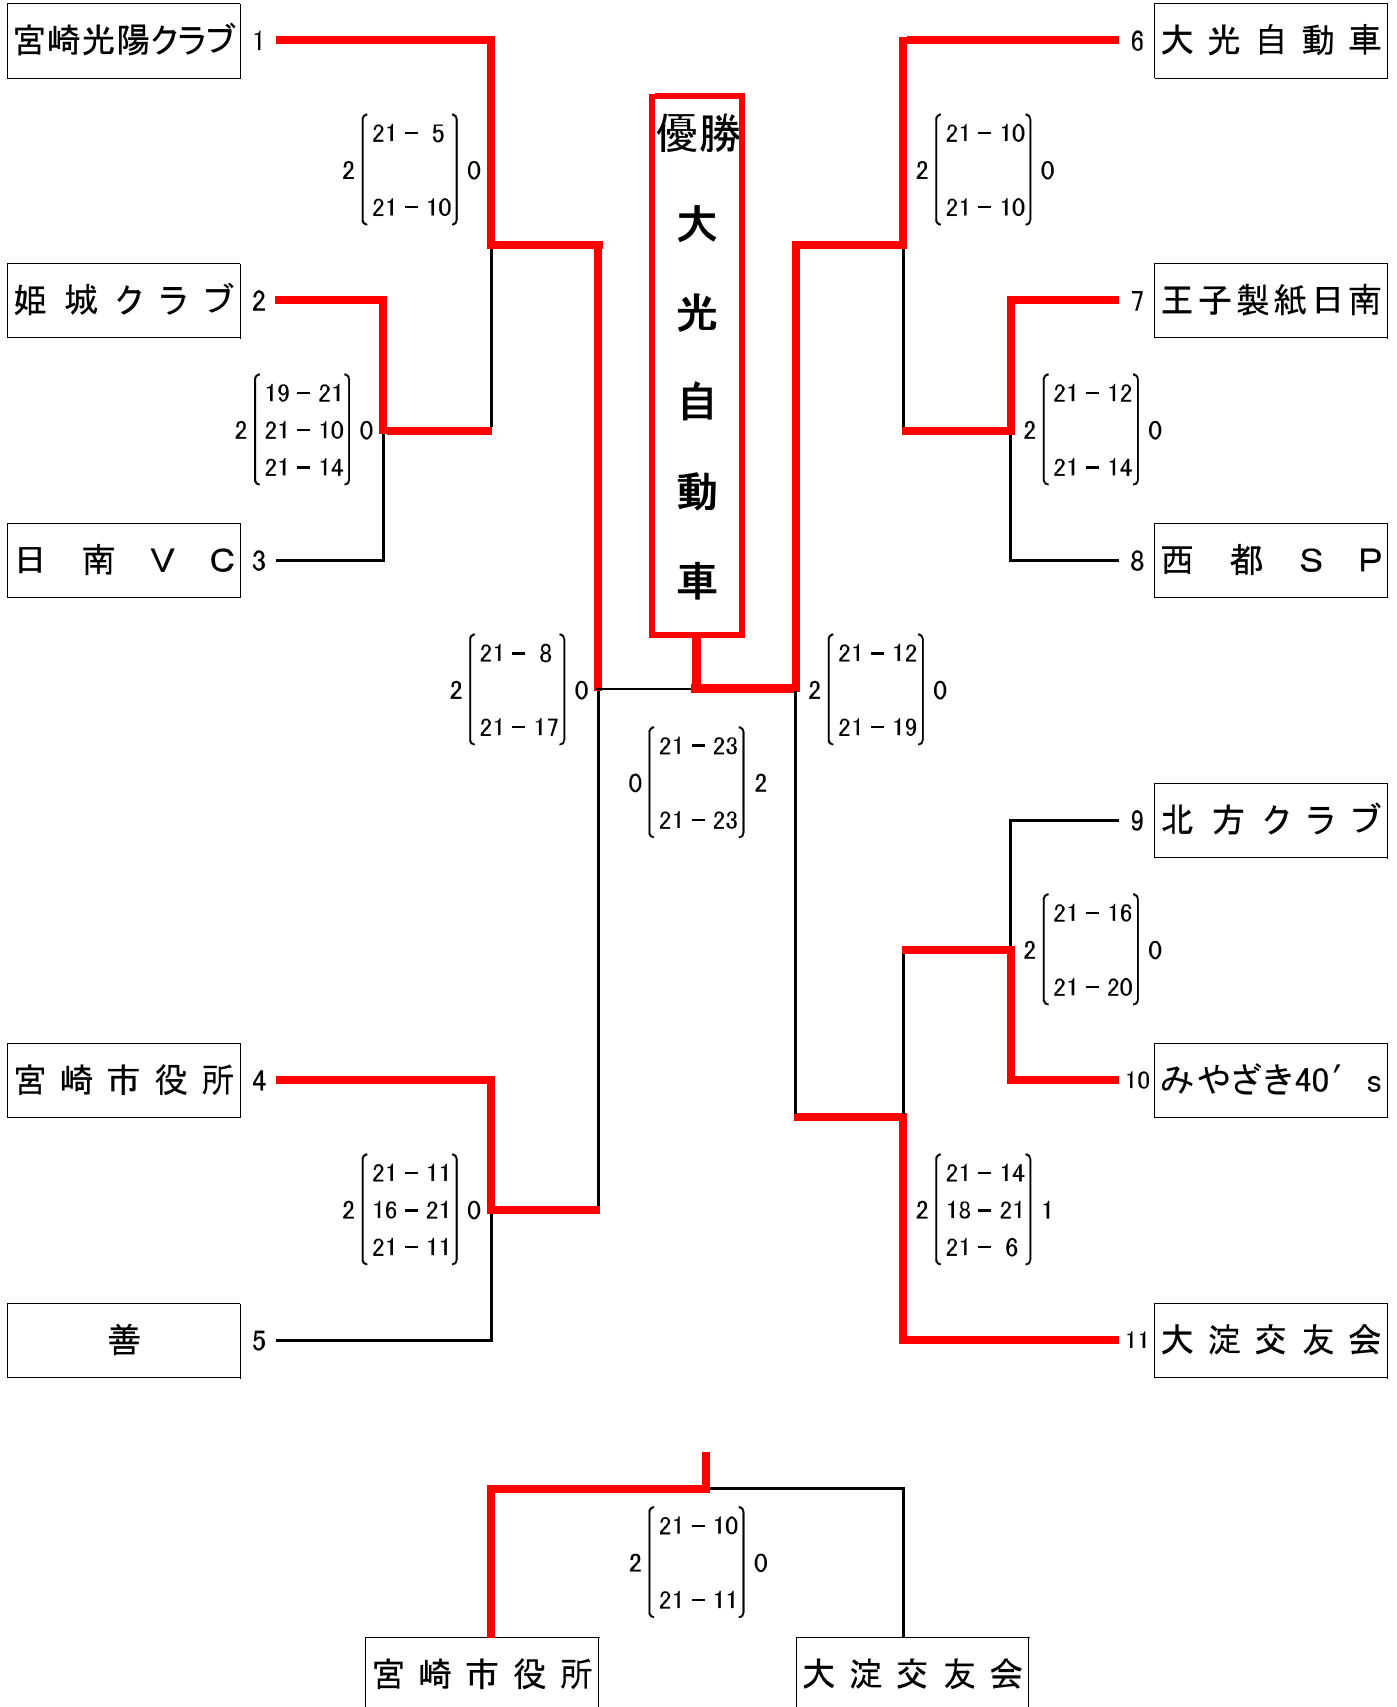 宮崎光陽クラブ 1
6 大光自動車
優勝
大光自動車
21 − 5
2 0
21 − 10
21 − 10
2 0
21 − 10
姫城クラブ 2
7 王子製紙日南
19 − 21
2 21 − 10 0
21 − 14
21 − 12
2 0
21 − 14
日南VC 3
8 西都SP
21 − 8
2 0
21 − 17
21 − 12
2 0
21 − 19
21 − 23
0 2
21 − 23
9 北方クラブ
21 − 16
2 0
21 − 20
宮崎市役所 4
10 みやざき40′s
21 − 11
2 16 − 21 0
21 − 11
21 − 14
2 18 − 21 1
21 − 6
善 5
11 大淀交友会
21 − 10
2 0
21 − 11
宮崎市役所
大淀交友会